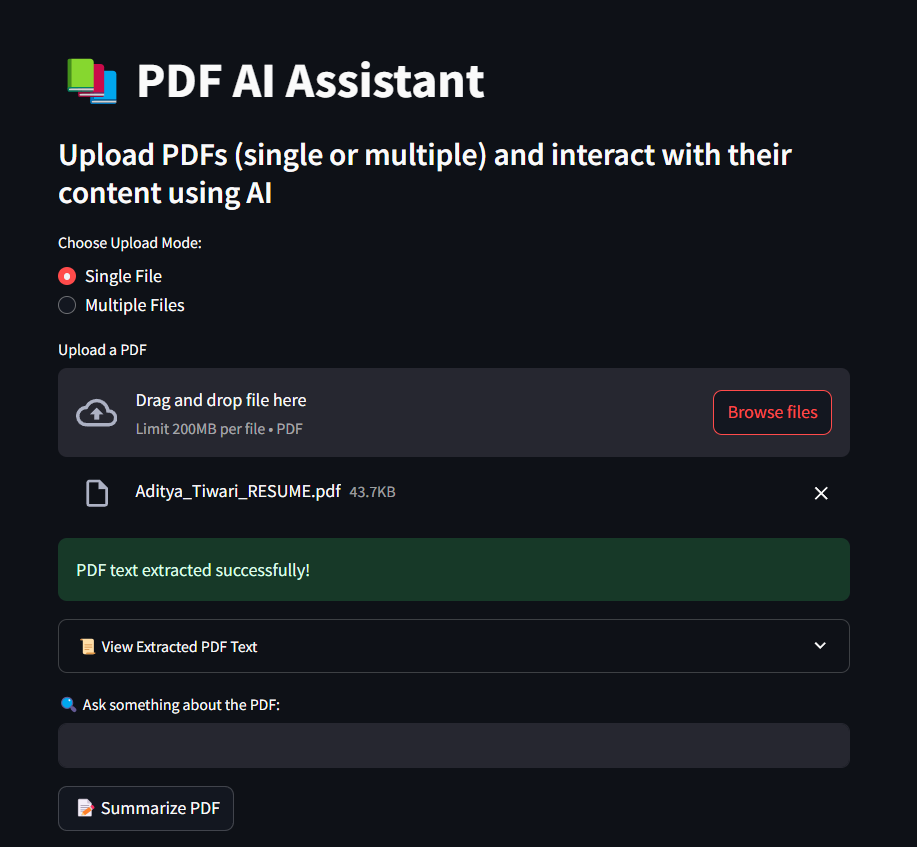 PDF AI Assistant
Upload PDFs (single or multiple) and interact with their
content using AI
Choose Upload Mode:
Single File
Multiple Files
Upload a PDF
Drag and drop file here
Limit 200MB per file • PDF
Browse files
Aditya_Tiwari_RESUME.pdf 43.7KB
PDF text extracted successfully!
View Extracted PDF Text
Ask something about the PDF:
Summarize PDF